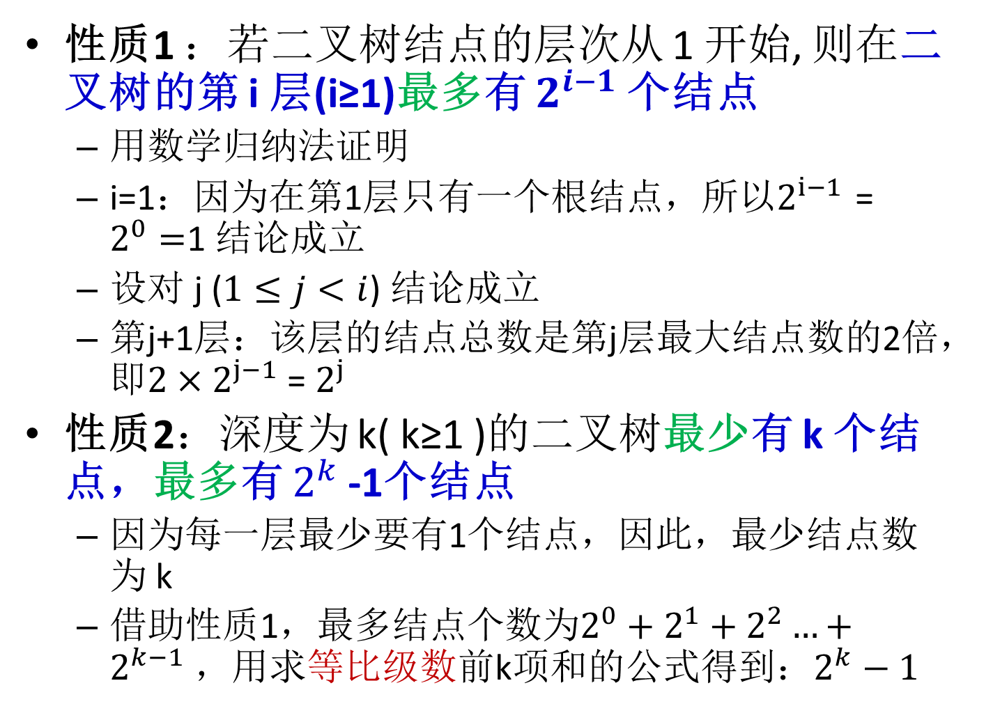 • 性质1：若二叉树结点的层次从 1 开始, 则在二
叉树的第 i 层(i≥1)最多有 2^{i−1} 个结点
– 用数学归纳法证明
– i=1：因为在第1层只有一个根结点，所以2^{i−1} =
2^0 =1 结论成立
– 设对 j (1 ≤ j < i) 结论成立
– 第j+1层：该层的结点总数是第j层最大结点数的2倍，
即2 × 2^{j−1} = 2^j
• 性质2：深度为 k( k≥1 )的二叉树最少有 k 个结
点，最多有 2^k -1个结点
– 因为每一层最少要有1个结点，因此，最少结点数
为 k
– 借助性质1，最多结点个数为2^0 + 2^1 + 2^2 ... +
2^{k−1} ，用求等比级数前k项和的公式得到：2^k − 1